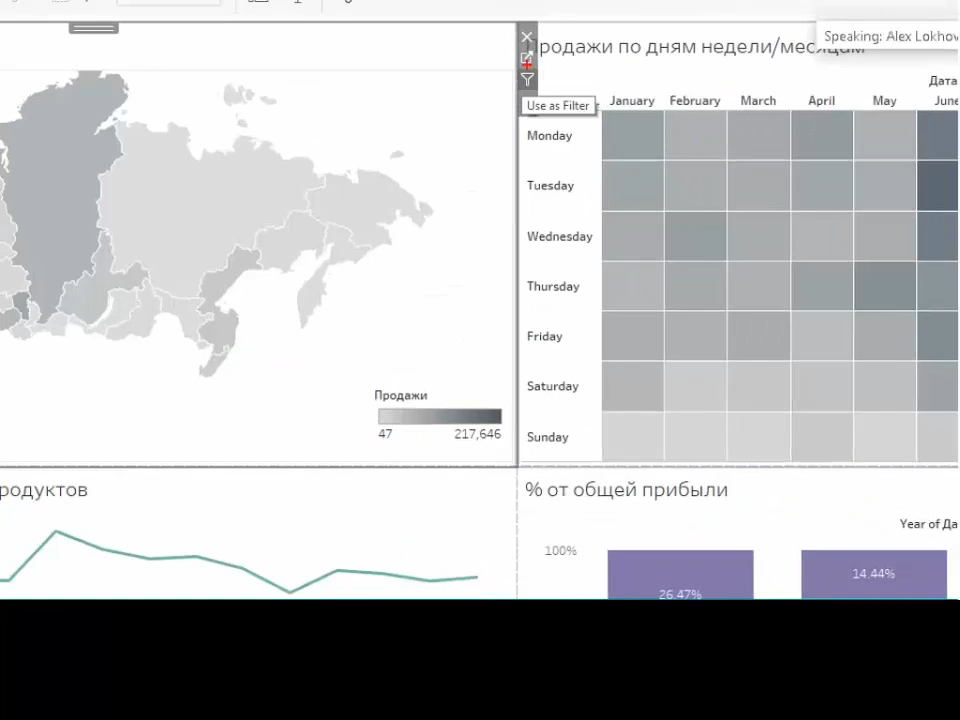 Speaking: Alex Lokhov
Продажи по дням недели/месяцам
Дата
Use as Filter
January February March April May June
Monday
Tuesday
Wednesday
Thursday
Friday
Saturday
Sunday
Продажи
47 217,646
родуктов
% от общей прибыли
Year of Да
100%
14.44%
26.47%